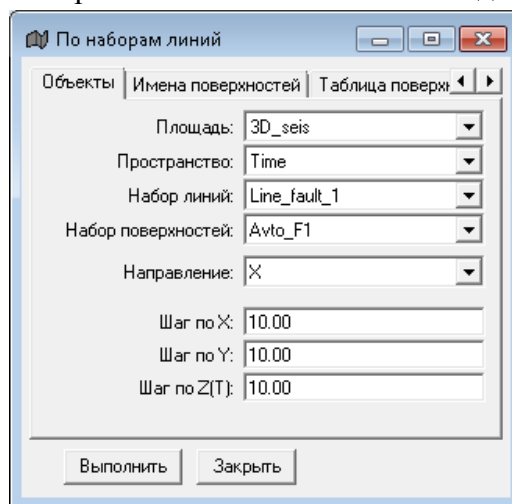 По наборам линий
Объекты Имена поверхностей Таблица поверх
Площадь: 3D_seis
Пространство: Time
Набор линий: Line_fault_1
Набор поверхностей: Avto_F1
Направление: X
Шаг по X: 10.00
Шаг по Y: 10.00
Шаг по Z(T): 10.00
Выполнить Закрыть